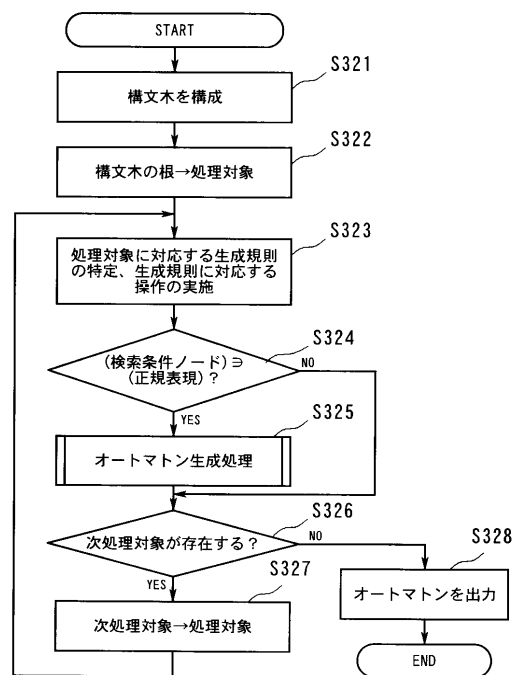 START
S321
構文木を構成
S322
構文木の根→処理対象
S323
処理対象に対応する生成規則
の特定、生成規則に対応する
操作の実施
S324
(検索条件ノード)∋
(正規表現)?
NO
YES
S325
オートマトン生成処理
S326
次処理対象が存在する?
NO
YES
S327
次処理対象→処理対象
S328
オートマトンを出力
END